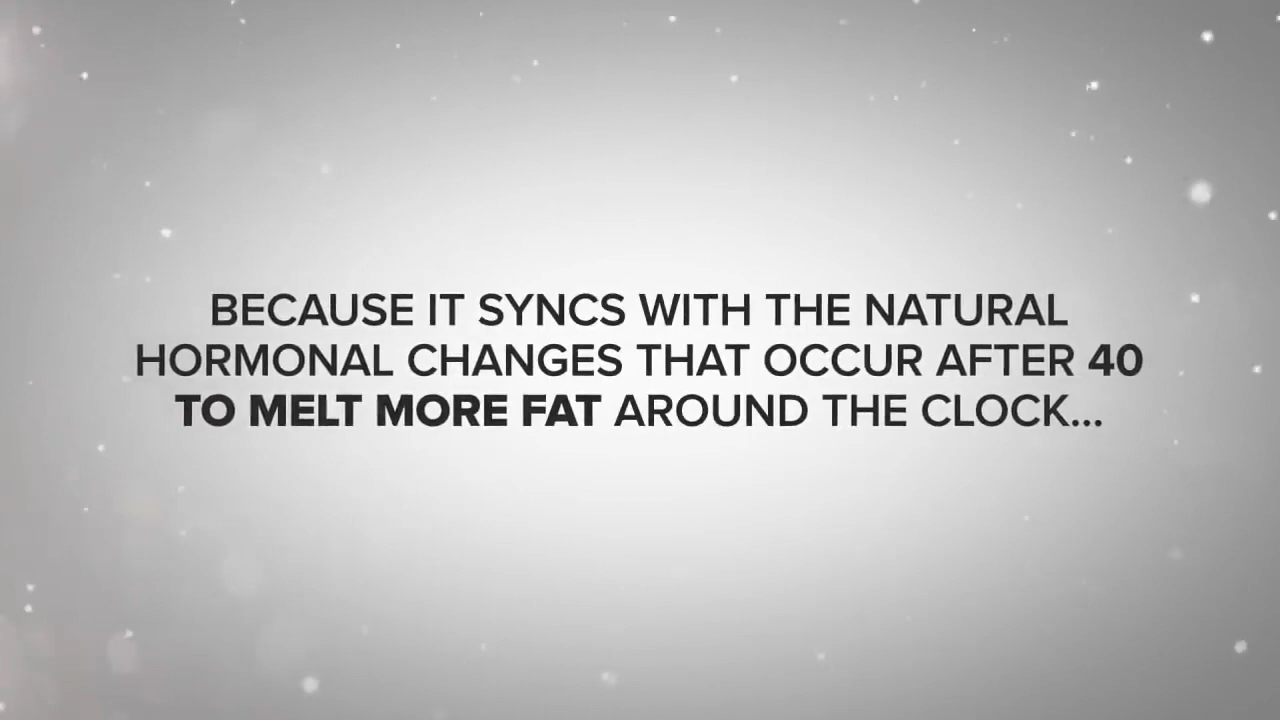 BECAUSE IT SYNCS WITH THE NATURAL
HORMONAL CHANGES THAT OCCUR AFTER 40
TO MELT MORE FAT AROUND THE CLOCK...